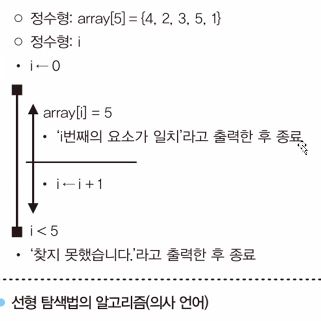 ○ 정수형: array[5] = {4, 2, 3, 5, 1}
○ 정수형: i
• i ← 0
array[i] = 5
• ‘i번째의 요소가 일치’라고 출력한 후 종료
• i ← i + 1
i < 5
• ‘찾지 못했습니다.’라고 출력한 후 종료
선형 탐색법의 알고리즘(의사 언어)